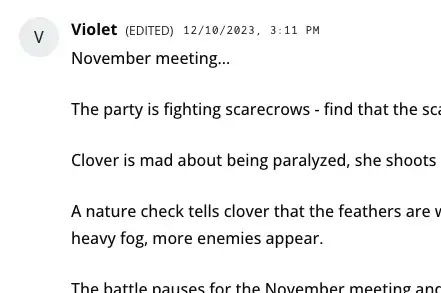 V
Violet (EDITED) 12/10/2023, 3:11 PM
November meeting...
The party is fighting scarecrows - find that the
Clover is mad about being paralyzed, she shoots
A nature check tells clover that the feathers are
heavy fog, more enemies appear.
The battle pauses for the November meeting and